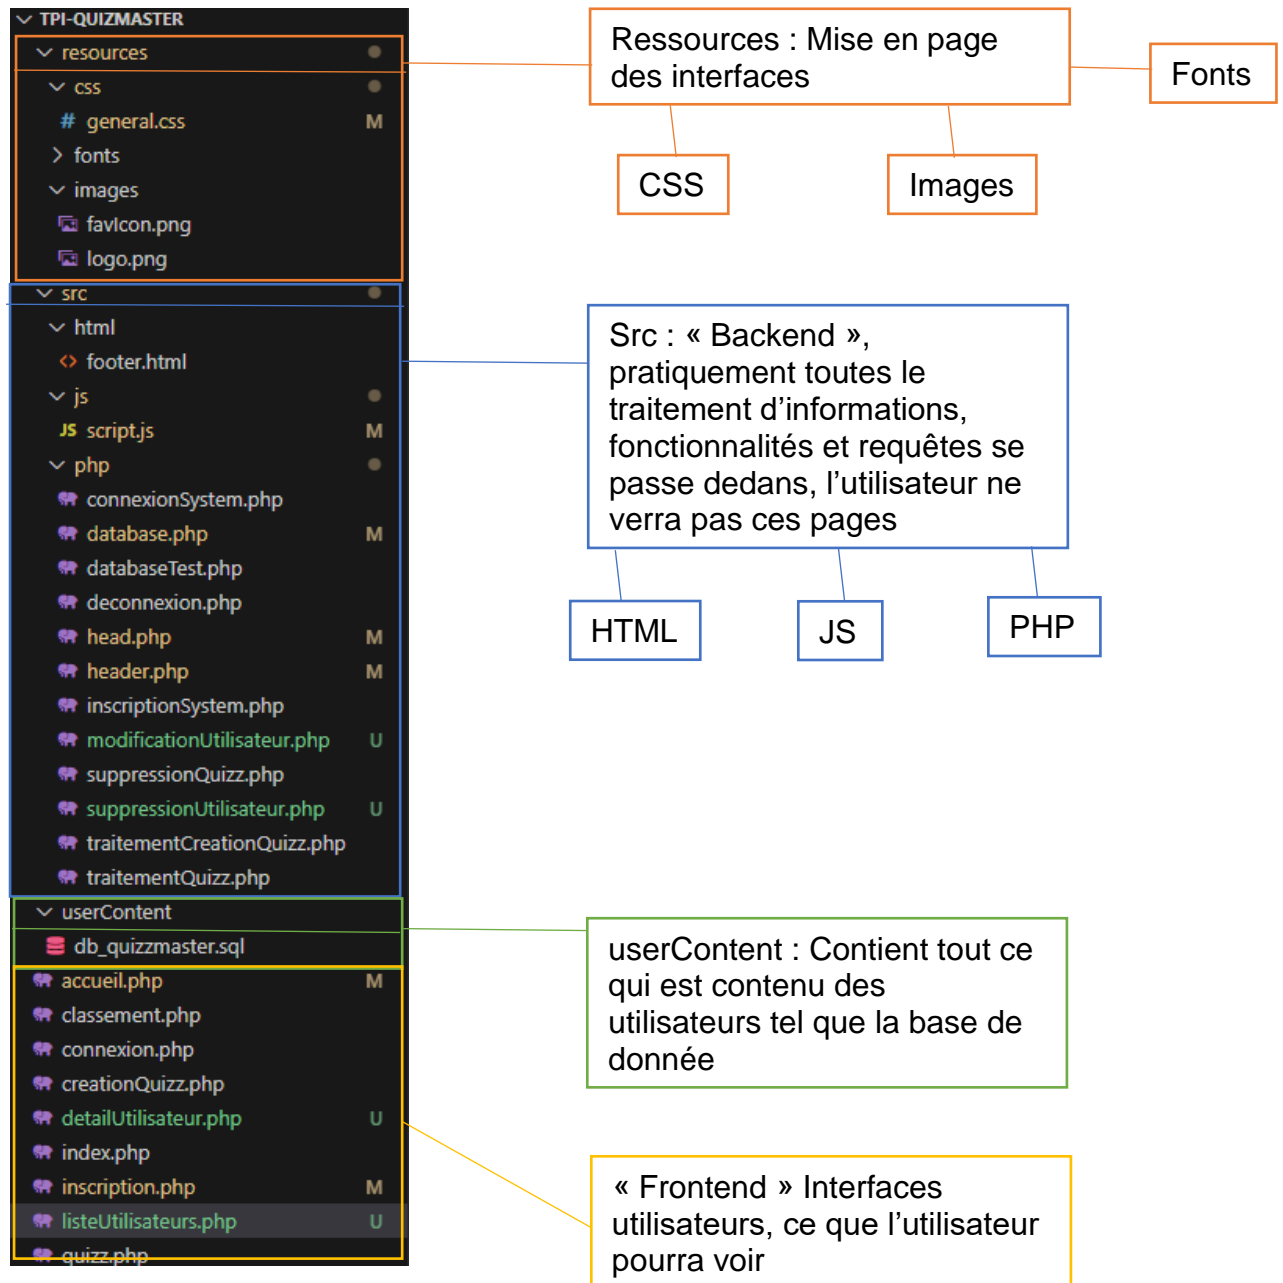 TPI-QUIZMASTER
resources
css
# general.css M
fonts
images
favIcon.png
logo.png
src
html
<> footer.html
js
JS script.js M
php
connexionSystem.php
database.php M
databaseTest.php
deconnexion.php
head.php M
header.php M
inscriptionSystem.php
modificationUtilisateur.php U
suppressionQuizz.php
suppressionUtilisateur.php U
traitementCreationQuizz.php
traitementQuizz.php
userContent
db_quizzmaster.sql
accueil.php M
classement.php
connexion.php
creationQuizz.php
detailUtilisateur.php U
index.php
inscription.php M
listeUtilisateurs.php U
quizz.php
Ressources : Mise en page
des interfaces
Fonts
CSS
Images
Src : « Backend »,
pratiquement toutes le
traitement d’informations,
fonctionnalités et requêtes se
passe dedans, l’utilisateur ne
verra pas ces pages
HTML
JS
PHP
userContent : Contient tout ce
qui est contenu des
utilisateurs tel que la base de
donnée
« Frontend » Interfaces
utilisateurs, ce que l’utilisateur
pourra voir